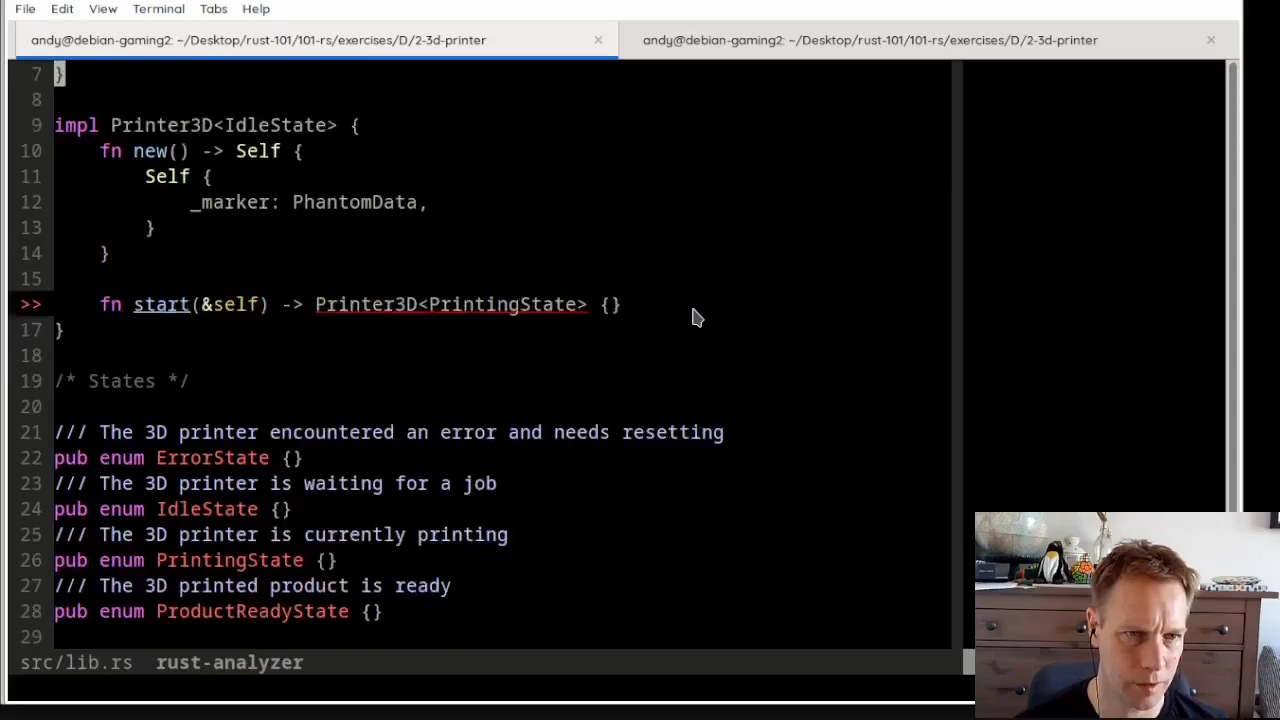 File Edit View Terminal Tabs Help
andy@debian-gaming2: ~/Desktop/rust-101/101-rs/exercises/D/2-3d-printer × andy@debian-gaming2: ~/Desktop/rust-101/101-rs/exercises/D/2-3d-printer ×
7 }
8
9 impl Printer3D<IdleState> {
10     fn new() -> Self {
11         Self {
12             _marker: PhantomData,
13         }
14     }
15
>>     fn start(&self) -> Printer3D<PrintingState> {}
17 }
18
19 /* States */
20
21 /// The 3D printer encountered an error and needs resetting
22 pub enum ErrorState {}
23 /// The 3D printer is waiting for a job
24 pub enum IdleState {}
25 /// The 3D printer is currently printing
26 pub enum PrintingState {}
27 /// The 3D printed product is ready
28 pub enum ProductReadyState {}
29
src/lib.rs rust-analyzer